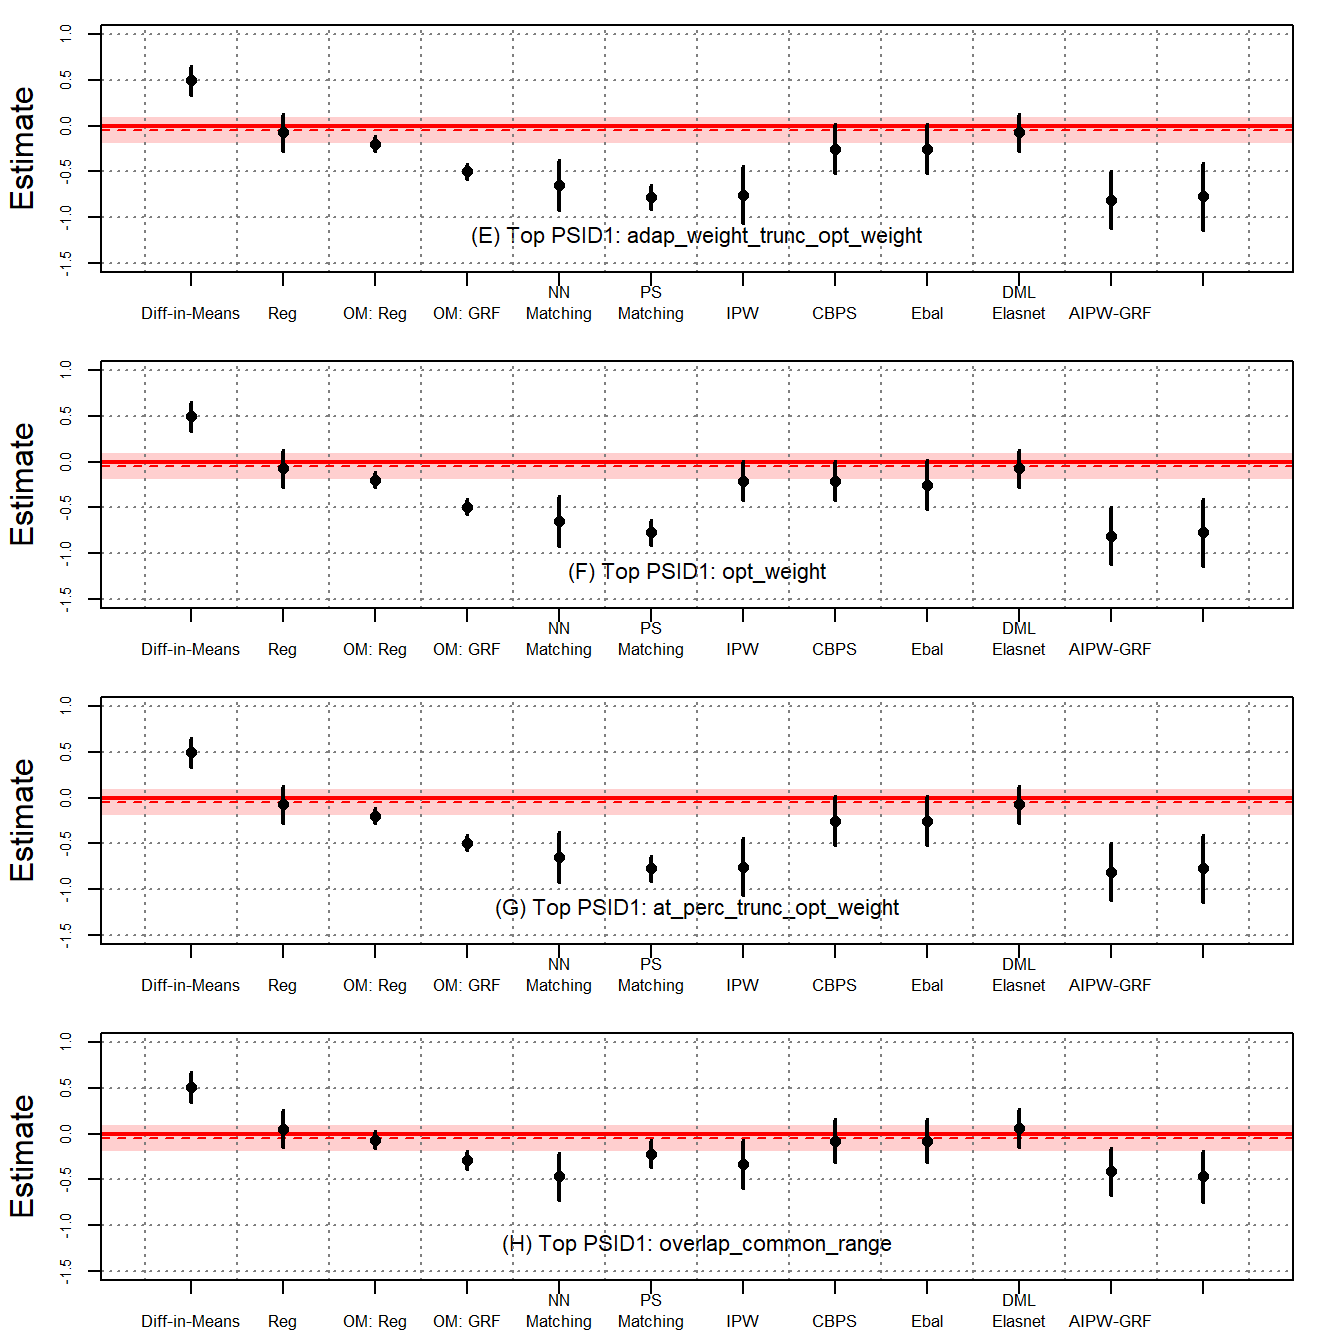 Estimate
1.0
0.5
0.0
-0.5
-1.0
-1.5
(E) Top PSID1: adap_weight_trunc_opt_weight
Diff-in-Means Reg OM: Reg OM: GRF NN Matching PS Matching IPW CBPS Ebal DML Elasnet AIPW-GRF
Estimate
1.0
0.5
0.0
-0.5
-1.0
-1.5
(F) Top PSID1: opt_weight
Diff-in-Means Reg OM: Reg OM: GRF NN Matching PS Matching IPW CBPS Ebal DML Elasnet AIPW-GRF
Estimate
1.0
0.5
0.0
-0.5
-1.0
-1.5
(G) Top PSID1: at_perc_trunc_opt_weight
Diff-in-Means Reg OM: Reg OM: GRF NN Matching PS Matching IPW CBPS Ebal DML Elasnet AIPW-GRF
Estimate
1.0
0.5
0.0
-0.5
-1.0
-1.5
(H) Top PSID1: overlap_common_range
Diff-in-Means Reg OM: Reg OM: GRF NN Matching PS Matching IPW CBPS Ebal DML Elasnet AIPW-GRF